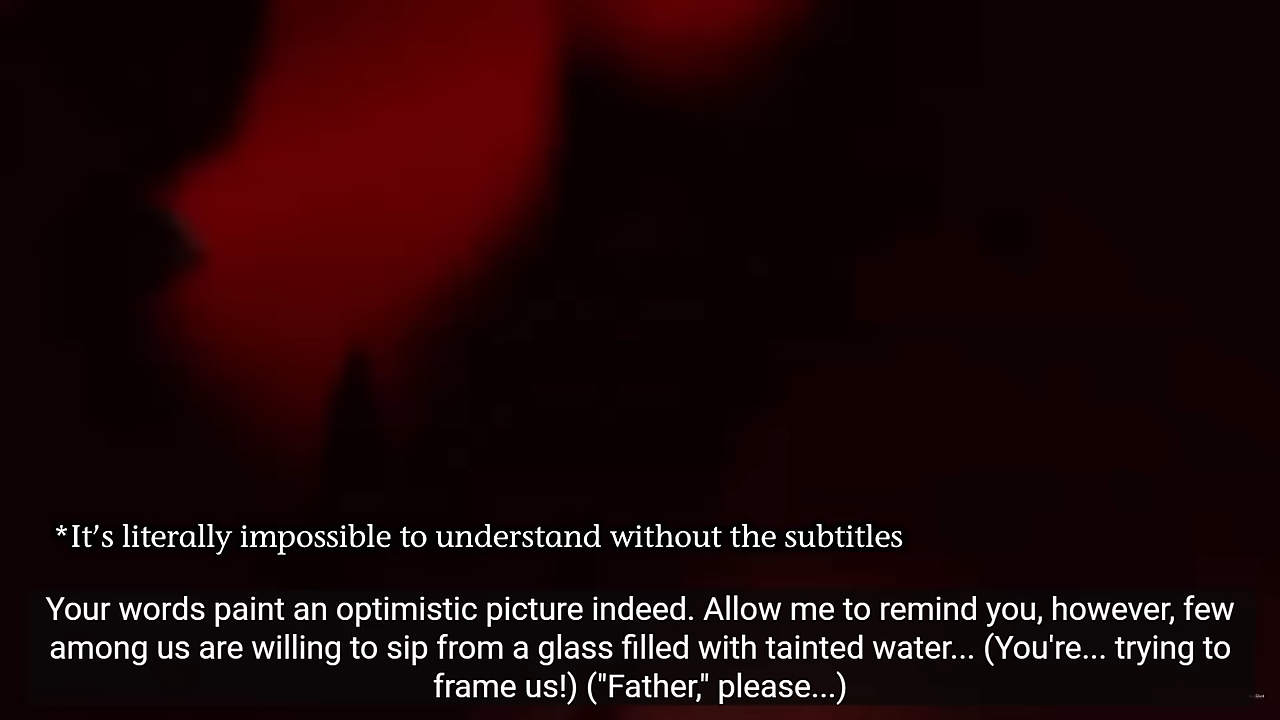 *It's literally impossible to understand without the subtitles
Your words paint an optimistic picture indeed. Allow me to remind you, however, few
among us are willing to sip from a glass filled with tainted water... (You're... trying to
frame us!) ("Father," please...)